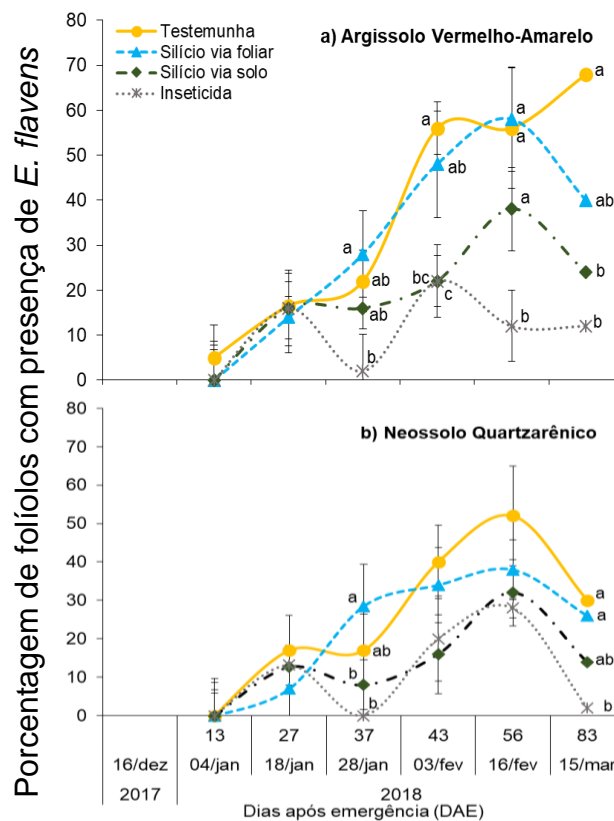 Porcentagem de folíolos com presença de E. flavens
Testemunha
Silício via foliar
Silício via solo
Inseticida
a) Argissolo Vermelho-Amarelo
80
70
60
50
40
30
20
10
0
a
ab
ab
b
a
ab
bc
c
b
a
a
a
b
a
ab
b
b
b) Neossolo Quartzarênico
80
70
60
50
40
30
20
10
0
a
ab
b
b
a
a
ab
b
13 27 37 43 56 83
16/dez 04/jan 18/jan 28/jan 03/fev 16/fev 15/mar
2017 2018
Dias após emergência (DAE)